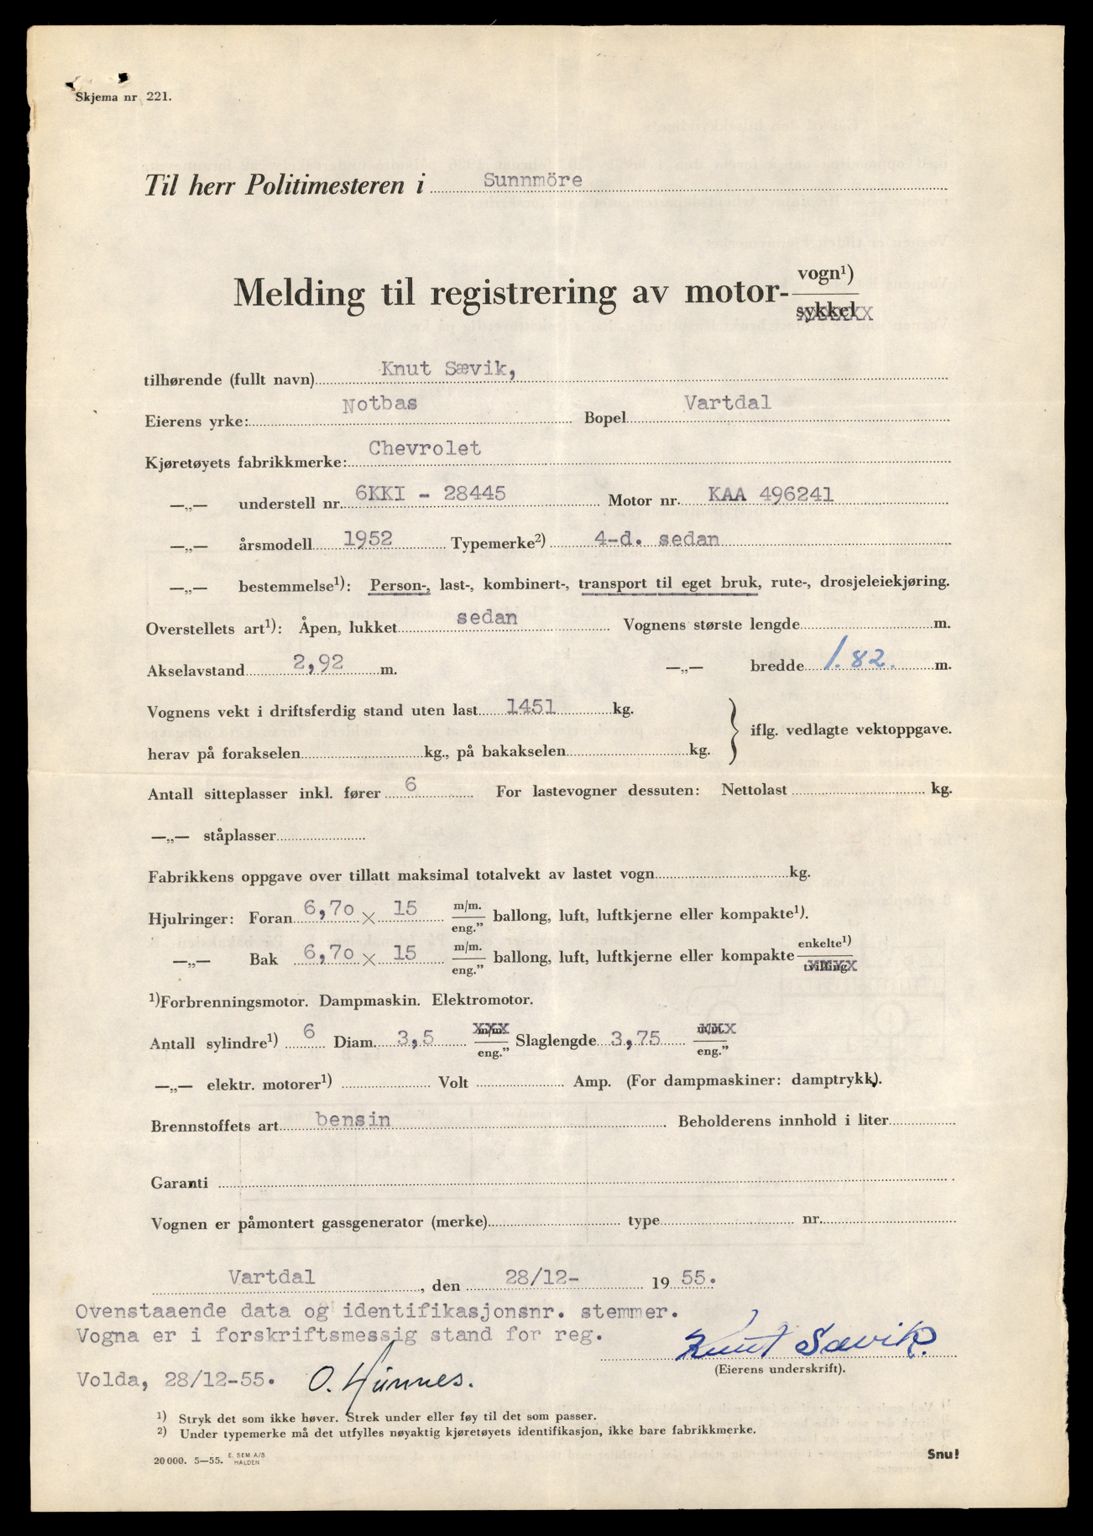 Skjema nr 221.
Til herr Politimesteren i Sunnmöre
Melding til registrering av motor- vogn¹)
sykkel
tilhørende (fullt navn) Knut Sævik,
Eierens yrke: Notbas Bopel Vartdal
Kjøretøyets fabrikkmerke: Chevrolet
—„— understell nr. 6KKI - 28445 Motor nr. KAA 496241
—„— årsmodell 1952 Typemerke²) 4-d. sedan
—„— bestemmelse¹): Person-, last-, kombinert-, transport til eget bruk, rute-, drosjeleiekjøring.
Overstellets art¹): Åpen, lukket sedan Vognens største lengde m.
Akselavstand 2,92 m. —„— bredde 1.82. m.
Vognens vekt i driftsferdig stand uten last 1451 kg.
herav på forakselen kg., på bakakselen kg. } iflg. vedlagte vektoppgave.
Antall sitteplasser inkl. fører 6 For lastevogner dessuten: Nettolast kg.
—„— ståplasser
Fabrikkens oppgave over tillatt maksimal totalvekt av lastet vogn kg.
Hjulringer: Foran 6,70 × 15 m/m. eng.” ballong, luft, luftkjerne eller kompakte¹).
—„— Bak 6,70 × 15 m/m. eng.” ballong, luft, luftkjerne eller kompakte enkelte¹) tvilling
¹)Forbrenningsmotor. Dampmaskin. Elektromotor.
Antall sylindre¹) 6 Diam. 3,5 m/m. eng.” Slaglengde 3,75 m/m. eng.”
—„— elektr. motorer¹) Volt Amp. (For dampmaskiner: damptrykk).
Brennstoffets art bensin Beholderens innhold i liter
Garanti
Vognen er påmontert gassgenerator (merke) type nr.
Vartdal, den 28/12- 19 55.
Ovenstaaende data og identifikasjonsnr. stemmer.
Vogna er i forskriftsmessig stand for reg.
Knut Sævik.
(Eierens underskrift).
Volda, 28/12-55. O. Hunnes.
¹) Stryk det som ikke høver. Strek under eller føy til det som passer.
²) Under typemerke må det utfylles nøyaktig kjøretøyets identifikasjon, ikke bare fabrikkmerke.
20 000. 5—55. E. SEM A/S HALDEN
Snu!